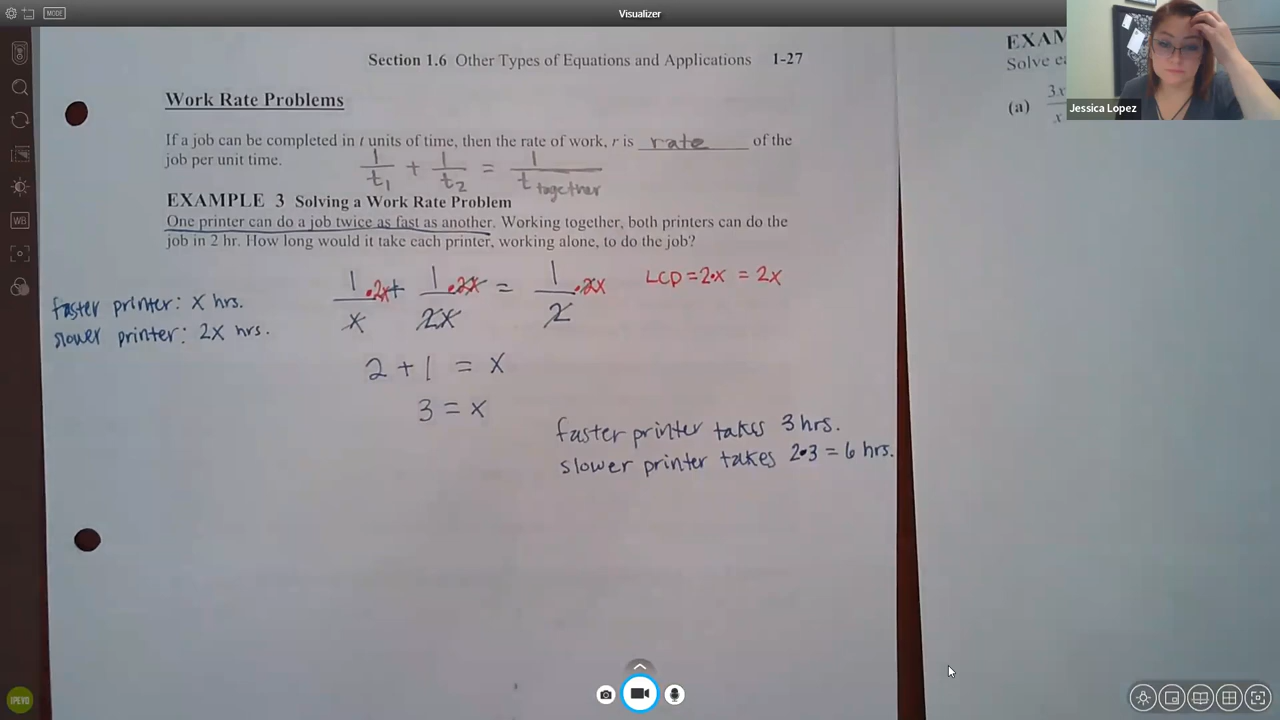 MODE
Visualizer
Section 1.6 Other Types of Equations and Applications 1-27
EXAM
Solve ea
(a) 3x
x
Jessica Lopez
Work Rate Problems
If a job can be completed in t units of time, then the rate of work, r is rate of the
job per unit time.
1/t₁ + 1/t₂ = 1/t together
EXAMPLE 3 Solving a Work Rate Problem
One printer can do a job twice as fast as another. Working together, both printers can do the
job in 2 hr. How long would it take each printer, working alone, to do the job?
1/x •2x + 1/2x •2x = 1/2 •2x LCD = 2•x = 2x
faster printer: x hrs.
slower printer: 2x hrs.
2 + 1 = x
3 = x
faster printer takes 3 hrs.
slower printer takes 2•3 = 6 hrs.
WB
IPEVO